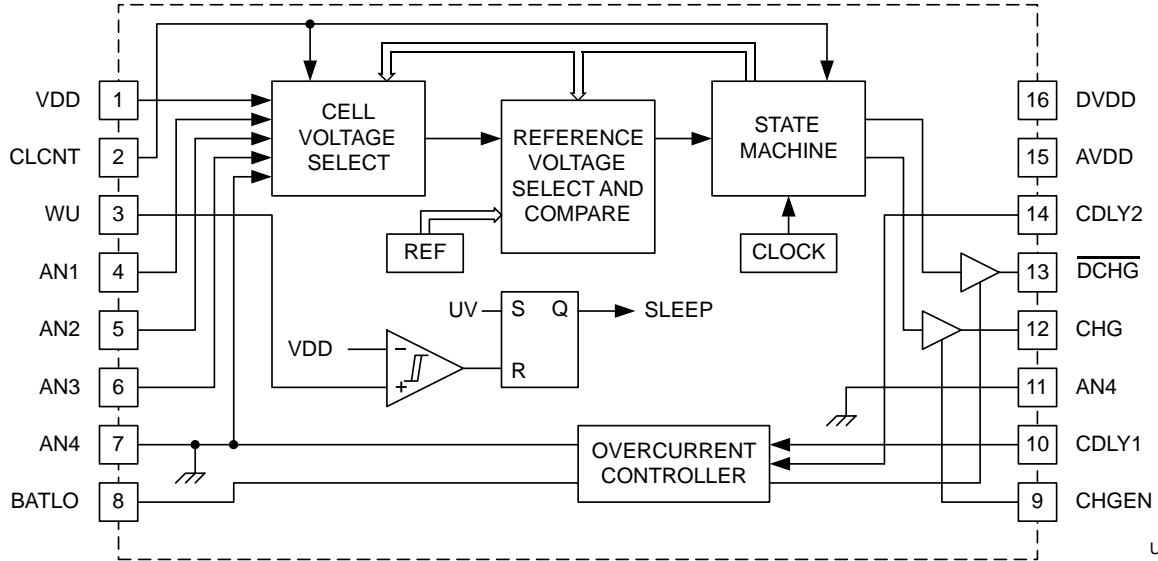 VDD
1
CLCNT
2
WU
3
AN1
4
AN2
5
AN3
6
AN4
7
BATLO
8
CELL
VOLTAGE
SELECT
REFERENCE
VOLTAGE
SELECT AND
COMPARE
STATE
MACHINE
REF
CLOCK
UV
S
Q
SLEEP
R
VDD
–
+
OVERCURRENT
CONTROLLER
16
DVDD
15
AVDD
14
CDLY2
13
DCHG
12
CHG
11
AN4
10
CDLY1
9
CHGEN
U